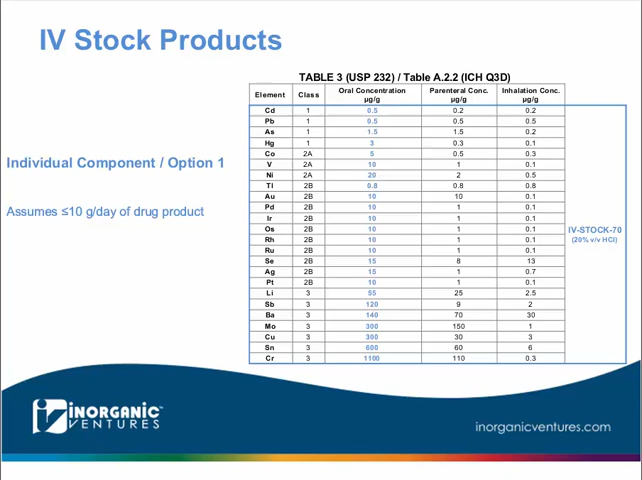 IV Stock Products
TABLE 3 (USP 232) / Table A.2.2 (ICH Q3D)
Element Class Oral Concentration µg/g Parenteral Conc. µg/g Inhalation Conc. µg/g
Cd 1 0.5 0.2 0.2
Pb 1 0.5 0.5 0.5
As 1 1.5 1.5 0.2
Hg 1 3 0.3 0.1
Co 2A 5 0.5 0.3
V 2A 10 1 0.1
Ni 2A 20 2 0.5
Tl 2B 0.8 0.8 0.8
Au 2B 10 10 0.1
Pd 2B 10 1 0.1
Ir 2B 10 1 0.1
Os 2B 10 1 0.1
Rh 2B 10 1 0.1
Ru 2B 10 1 0.1
Se 2B 15 8 13
Ag 2B 15 1 0.7
Pt 2B 10 1 0.1
Li 3 55 25 2.5
Sb 3 120 9 2
Ba 3 140 70 30
Mo 3 300 150 1
Cu 3 300 30 3
Sn 3 600 60 6
Cr 3 1100 110 0.3
IV-STOCK-70
(20% v/v HCl)
Individual Component / Option 1
Assumes ≤10 g/day of drug product
INORGANIC™
VENTURES
inorganicventures.com